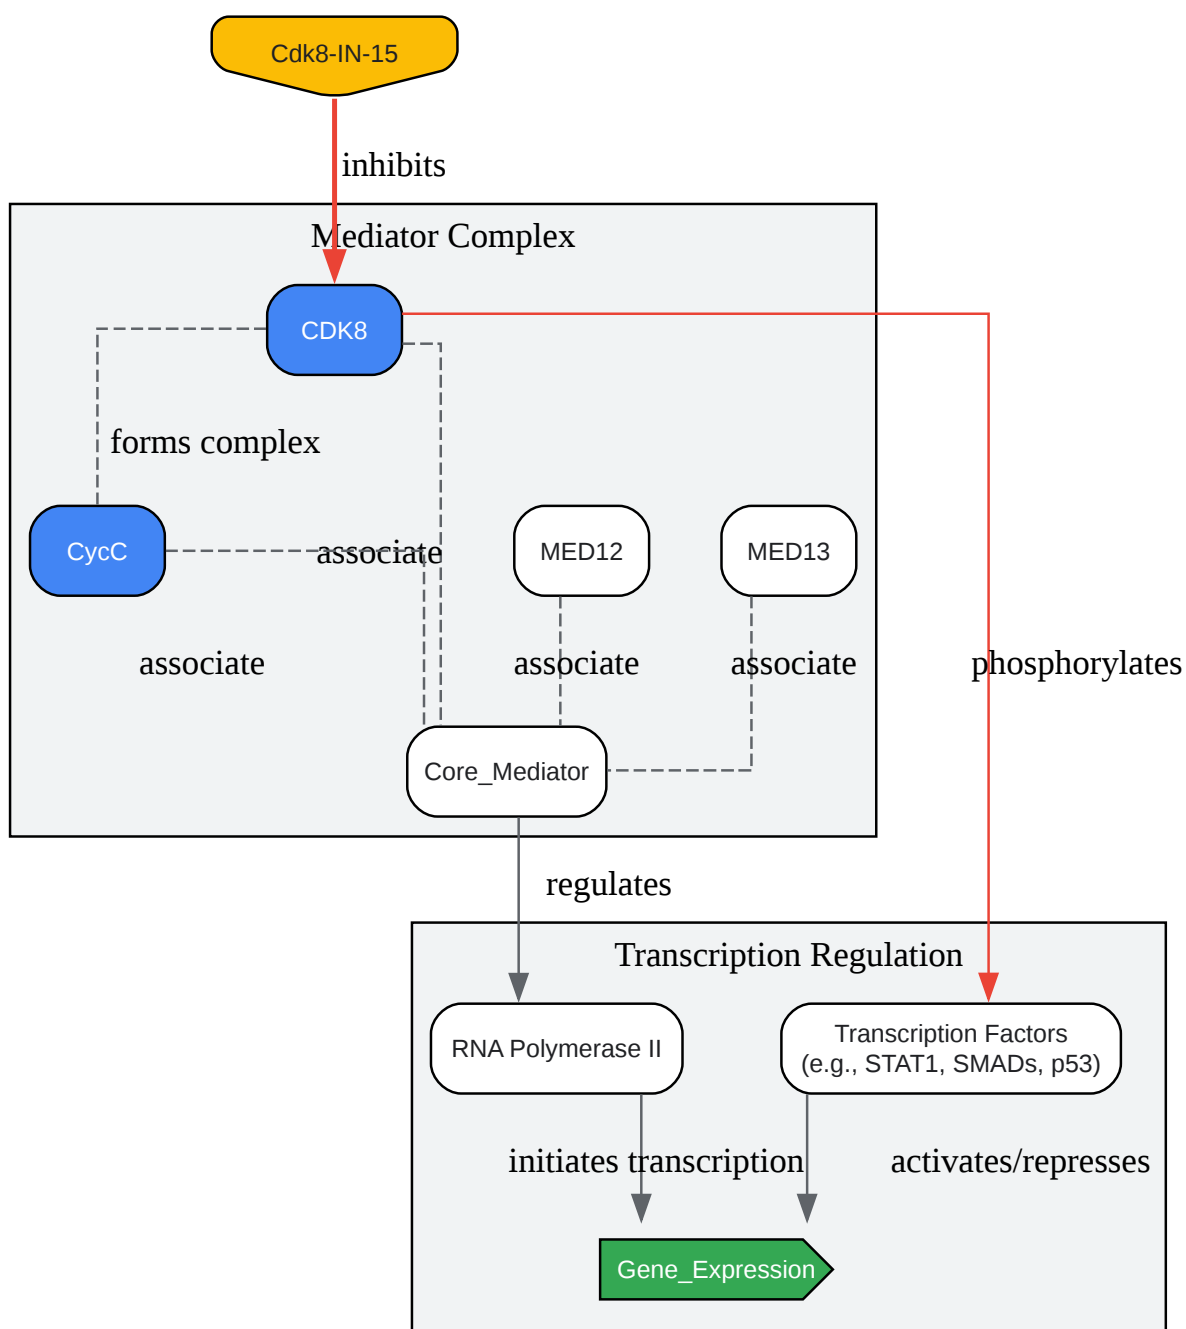 Cdk8-IN-15
inhibits
Mediator Complex
CDK8
forms complex
CycC
associate
MED12
MED13
associate
associate
associate
phosphorylates
Core_Mediator
regulates
Transcription Regulation
RNA Polymerase II
Transcription Factors
(e.g., STAT1, SMADs, p53)
initiates transcription
activates/represses
Gene_Expression